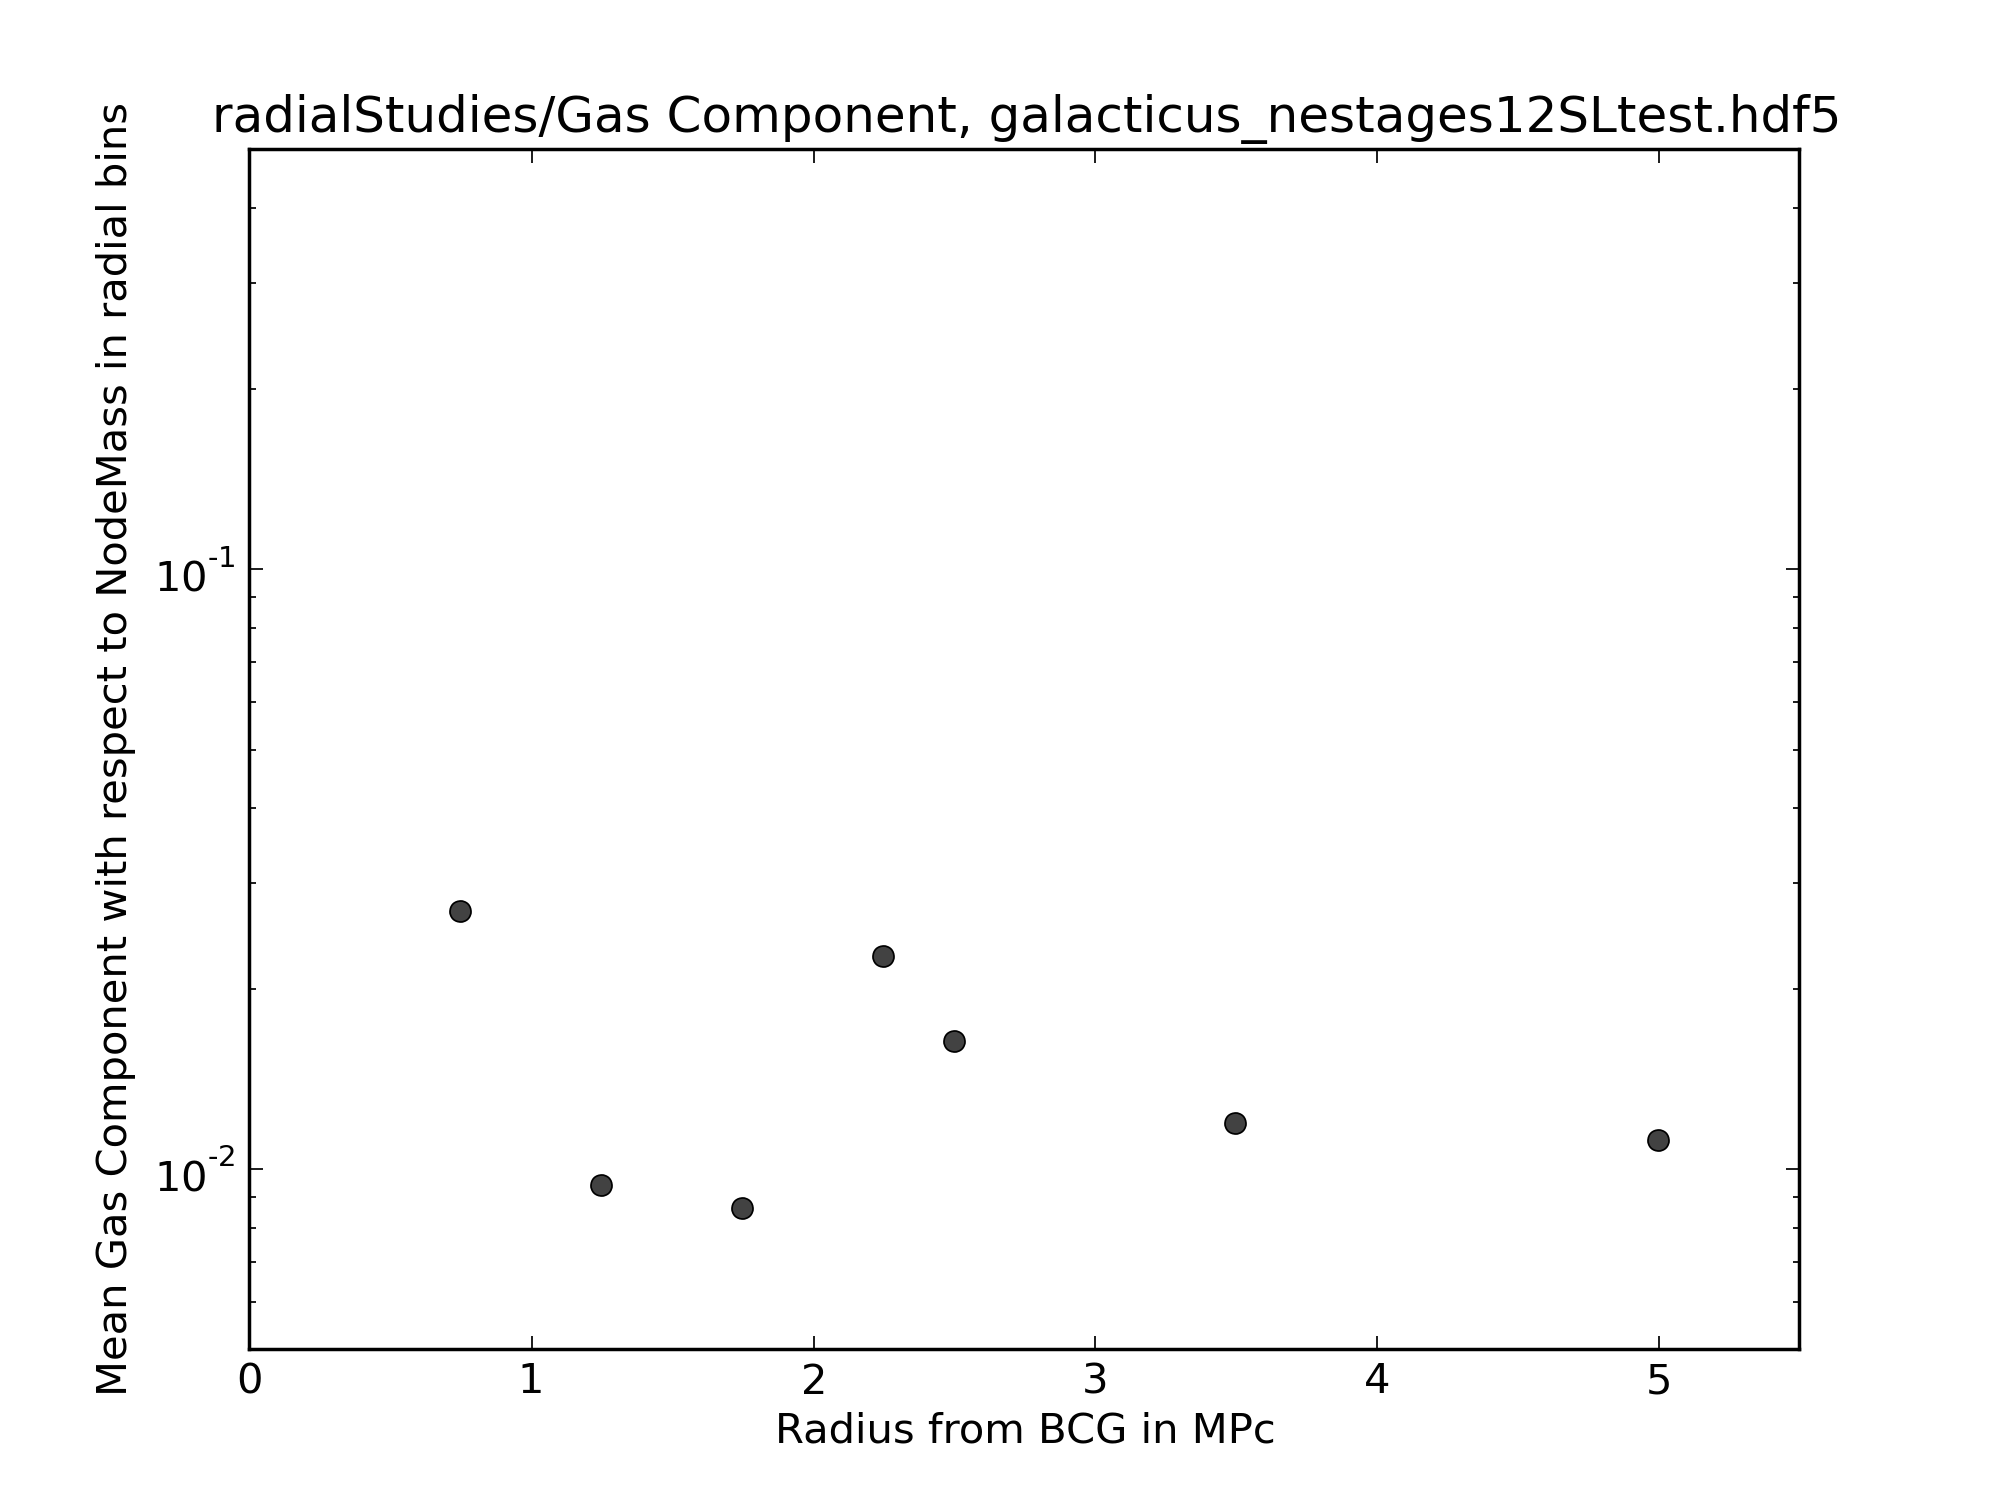 radialStudies/Gas Component, galacticus_nestages12SLtest.hdf5
Mean Gas Component with respect to NodeMass in radial bins
10^-1
10^-2
0 1 2 3 4 5
Radius from BCG in MPc